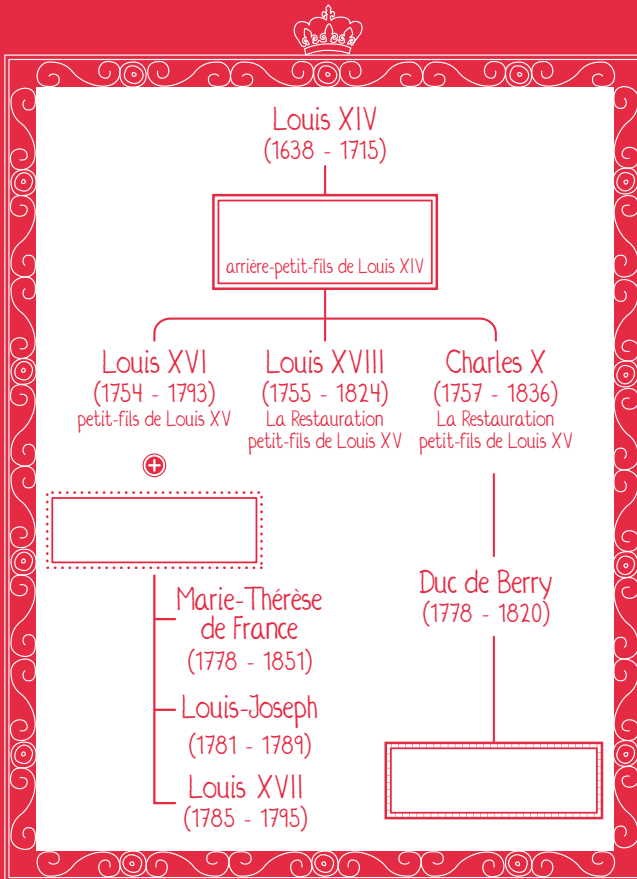 Louis XIV
(1638 - 1715)
arrière-petit-fils de Louis XIV
Louis XVI
(1754 - 1793)
petit-fils de Louis XV
Louis XVIII
(1755 - 1824)
La Restauration
petit-fils de Louis XV
Charles X
(1757 - 1836)
La Restauration
petit-fils de Louis XV
Marie-Thérèse
de France
(1778 - 1851)
Louis-Joseph
(1781 - 1789)
Louis XVII
(1785 - 1795)
Duc de Berry
(1778 - 1820)